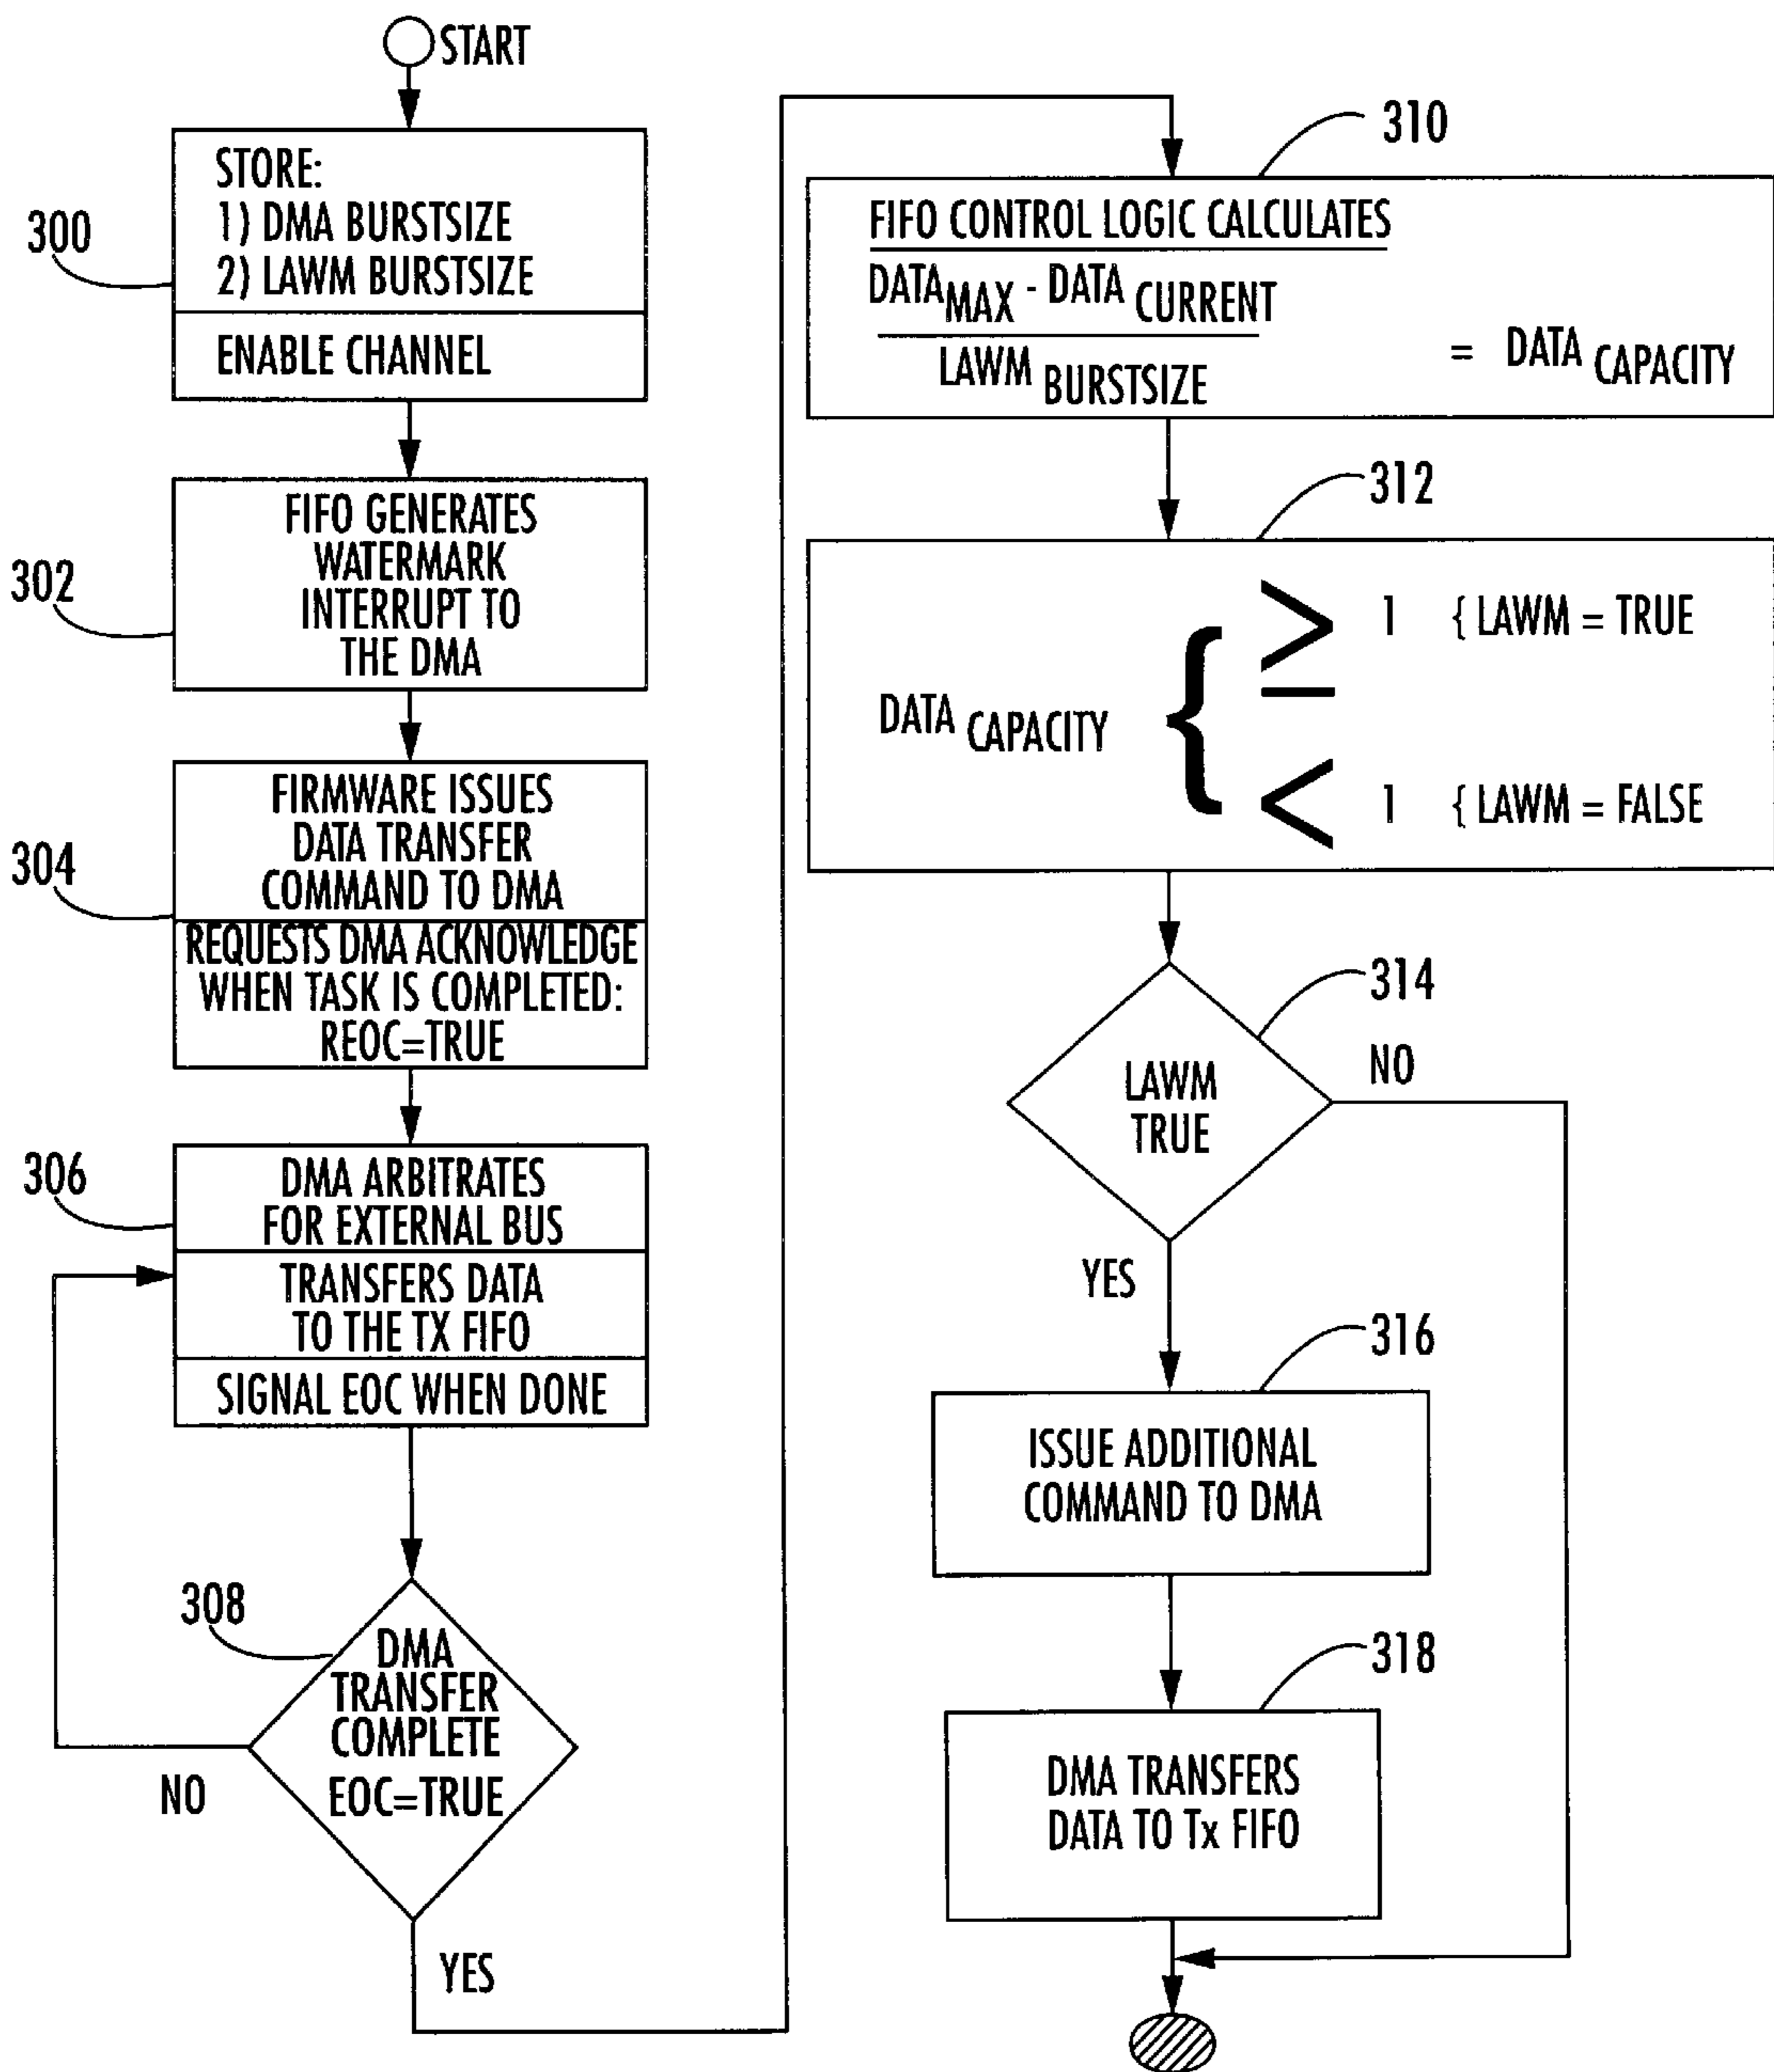 START
300
STORE:
1) DMA BURSTSIZE
2) LAWM BURSTSIZE
ENABLE CHANNEL
302
FIFO GENERATES
WATERMARK
INTERRUPT TO
THE DMA
304
FIRMWARE ISSUES
DATA TRANSFER
COMMAND TO DMA
REQUESTS DMA ACKNOWLEDGE
WHEN TASK IS COMPLETED:
REOC=TRUE
306
DMA ARBITRATES
FOR EXTERNAL BUS
TRANSFERS DATA
TO THE TX FIFO
SIGNAL EOC WHEN DONE
308
DMA
TRANSFER
COMPLETE
EOC=TRUE
NO
YES
310
FIFO CONTROL LOGIC CALCULATES
DATA MAX - DATA CURRENT
LAWM BURSTSIZE = DATA CAPACITY
312
≥ 1 { LAWM = TRUE
DATA CAPACITY {
< 1 { LAWM = FALSE
314
LAWM
TRUE
NO
YES
316
ISSUE ADDITIONAL
COMMAND TO DMA
318
DMA TRANSFERS
DATA TO Tx FIFO